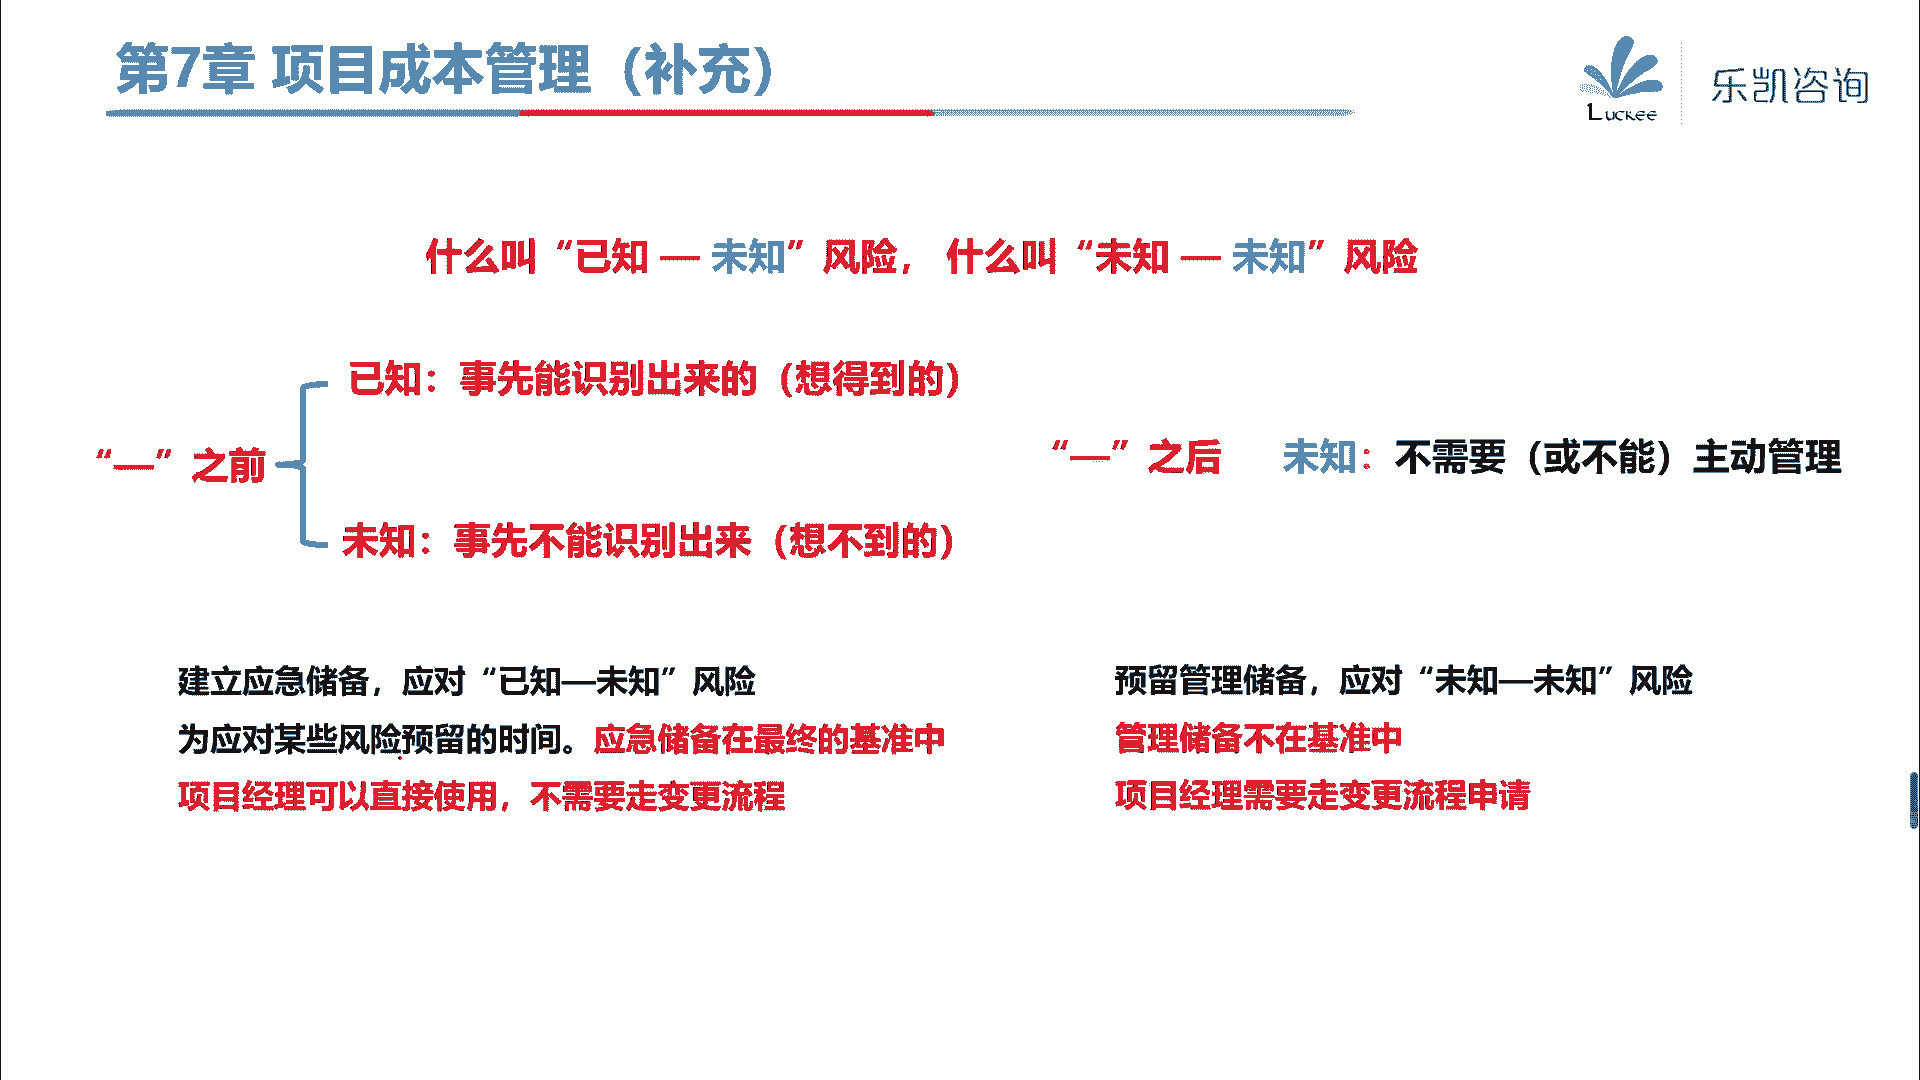 第7章 项目成本管理（补充）
Luckee
乐凯咨询
什么叫“已知 — 未知”风险， 什么叫“未知 — 未知”风险
“—”之前
已知：事先能识别出来的（想得到的）
未知：事先不能识别出来（想不到的）
“—”之后 未知：不需要（或不能）主动管理
建立应急储备，应对“已知—未知”风险
为应对某些风险预留的时间。应急储备在最终的基准中
项目经理可以直接使用，不需要走变更流程
预留管理储备，应对“未知—未知”风险
管理储备不在基准中
项目经理需要走变更流程申请